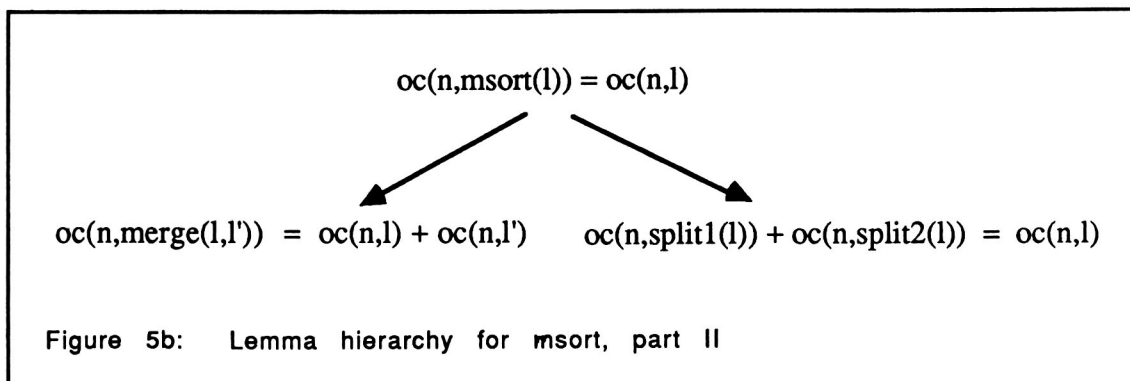 oc(n,msort(l)) = oc(n,l)
oc(n,merge(l,l')) = oc(n,l) + oc(n,l') oc(n,split1(l)) + oc(n,split2(l)) = oc(n,l)
Figure 5b: Lemma hierarchy for msort, part II